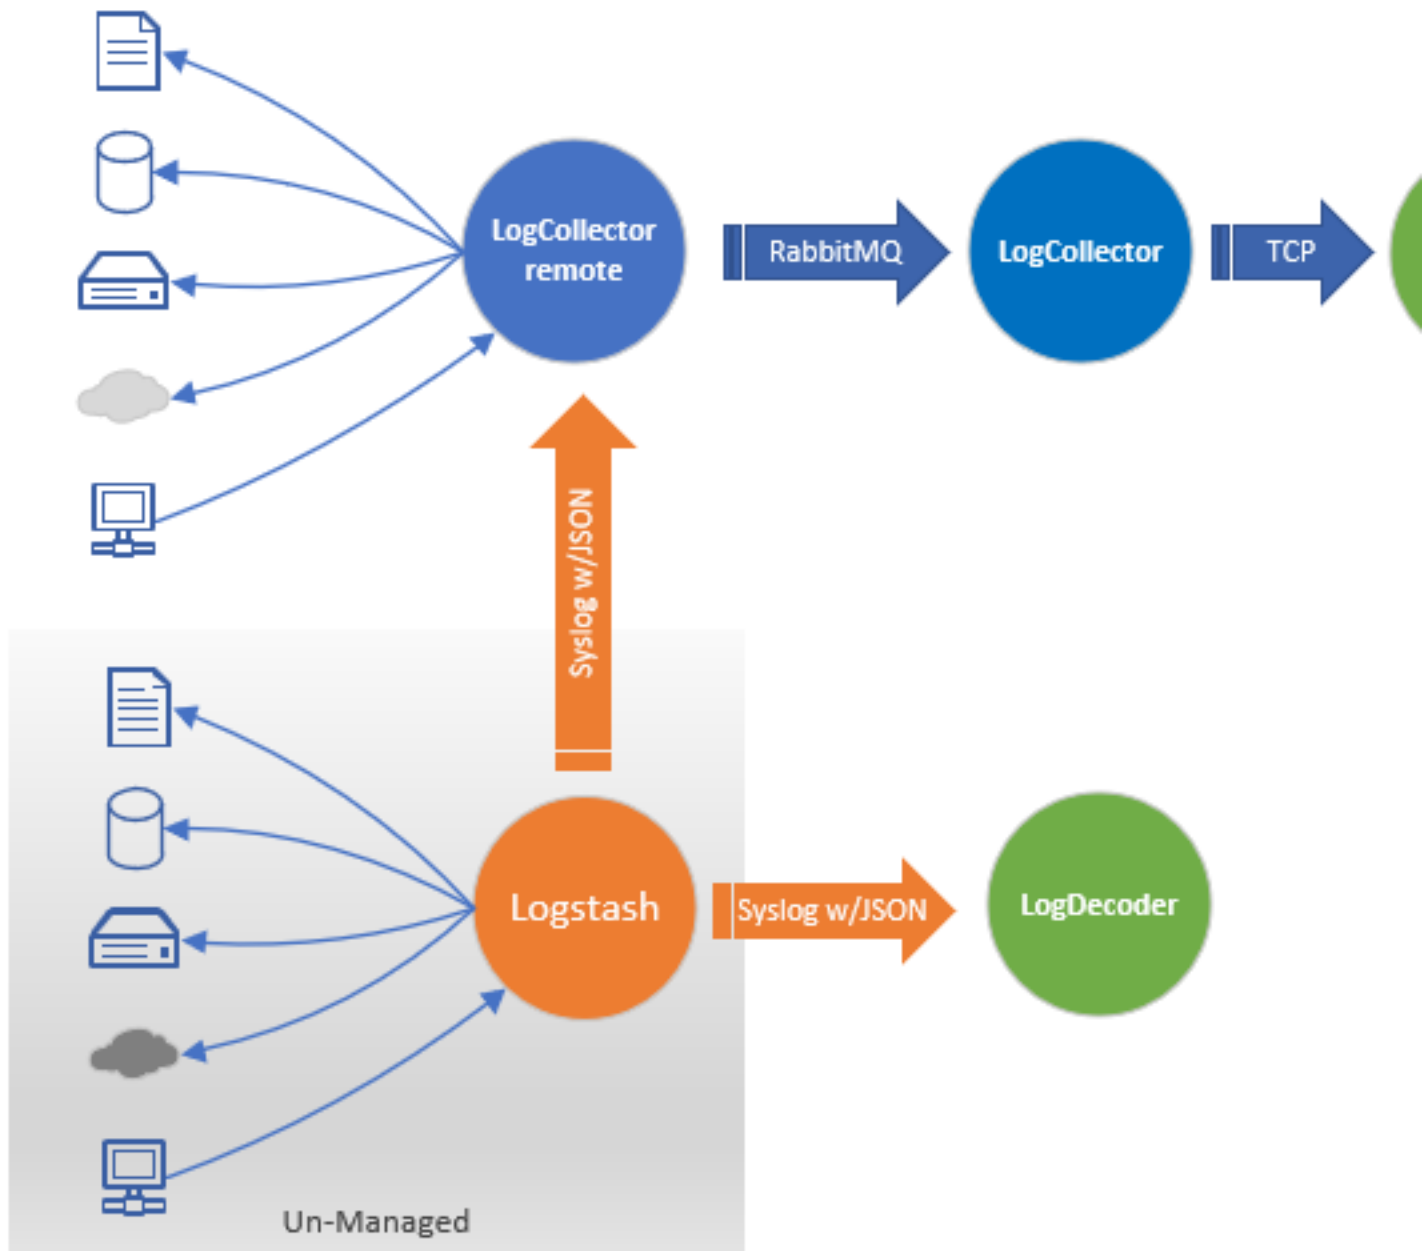 LogCollector
remote
RabbitMQ
LogCollector
TCP
Syslog w/JSON
Logstash
Syslog w/JSON
LogDecoder
Un-Managed